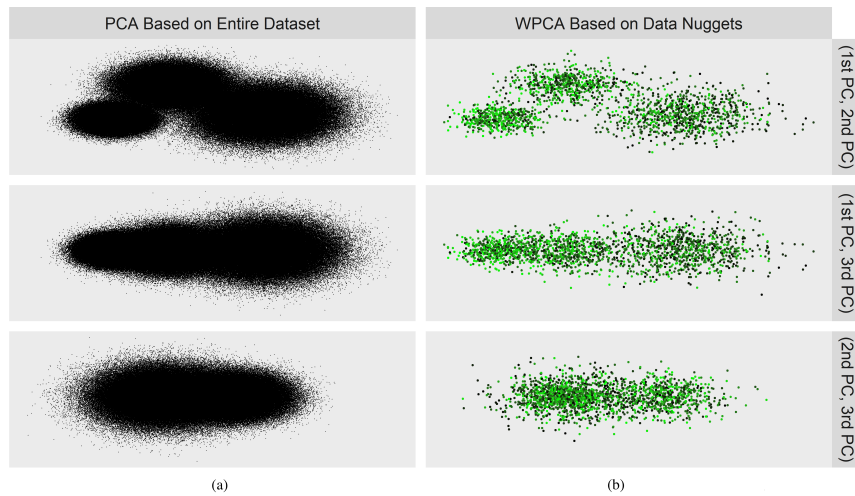 PCA Based on Entire Dataset
WPCA Based on Data Nuggets
(1st PC, 2nd PC)
(1st PC, 3rd PC)
(2nd PC, 3rd PC)
(a)
(b)